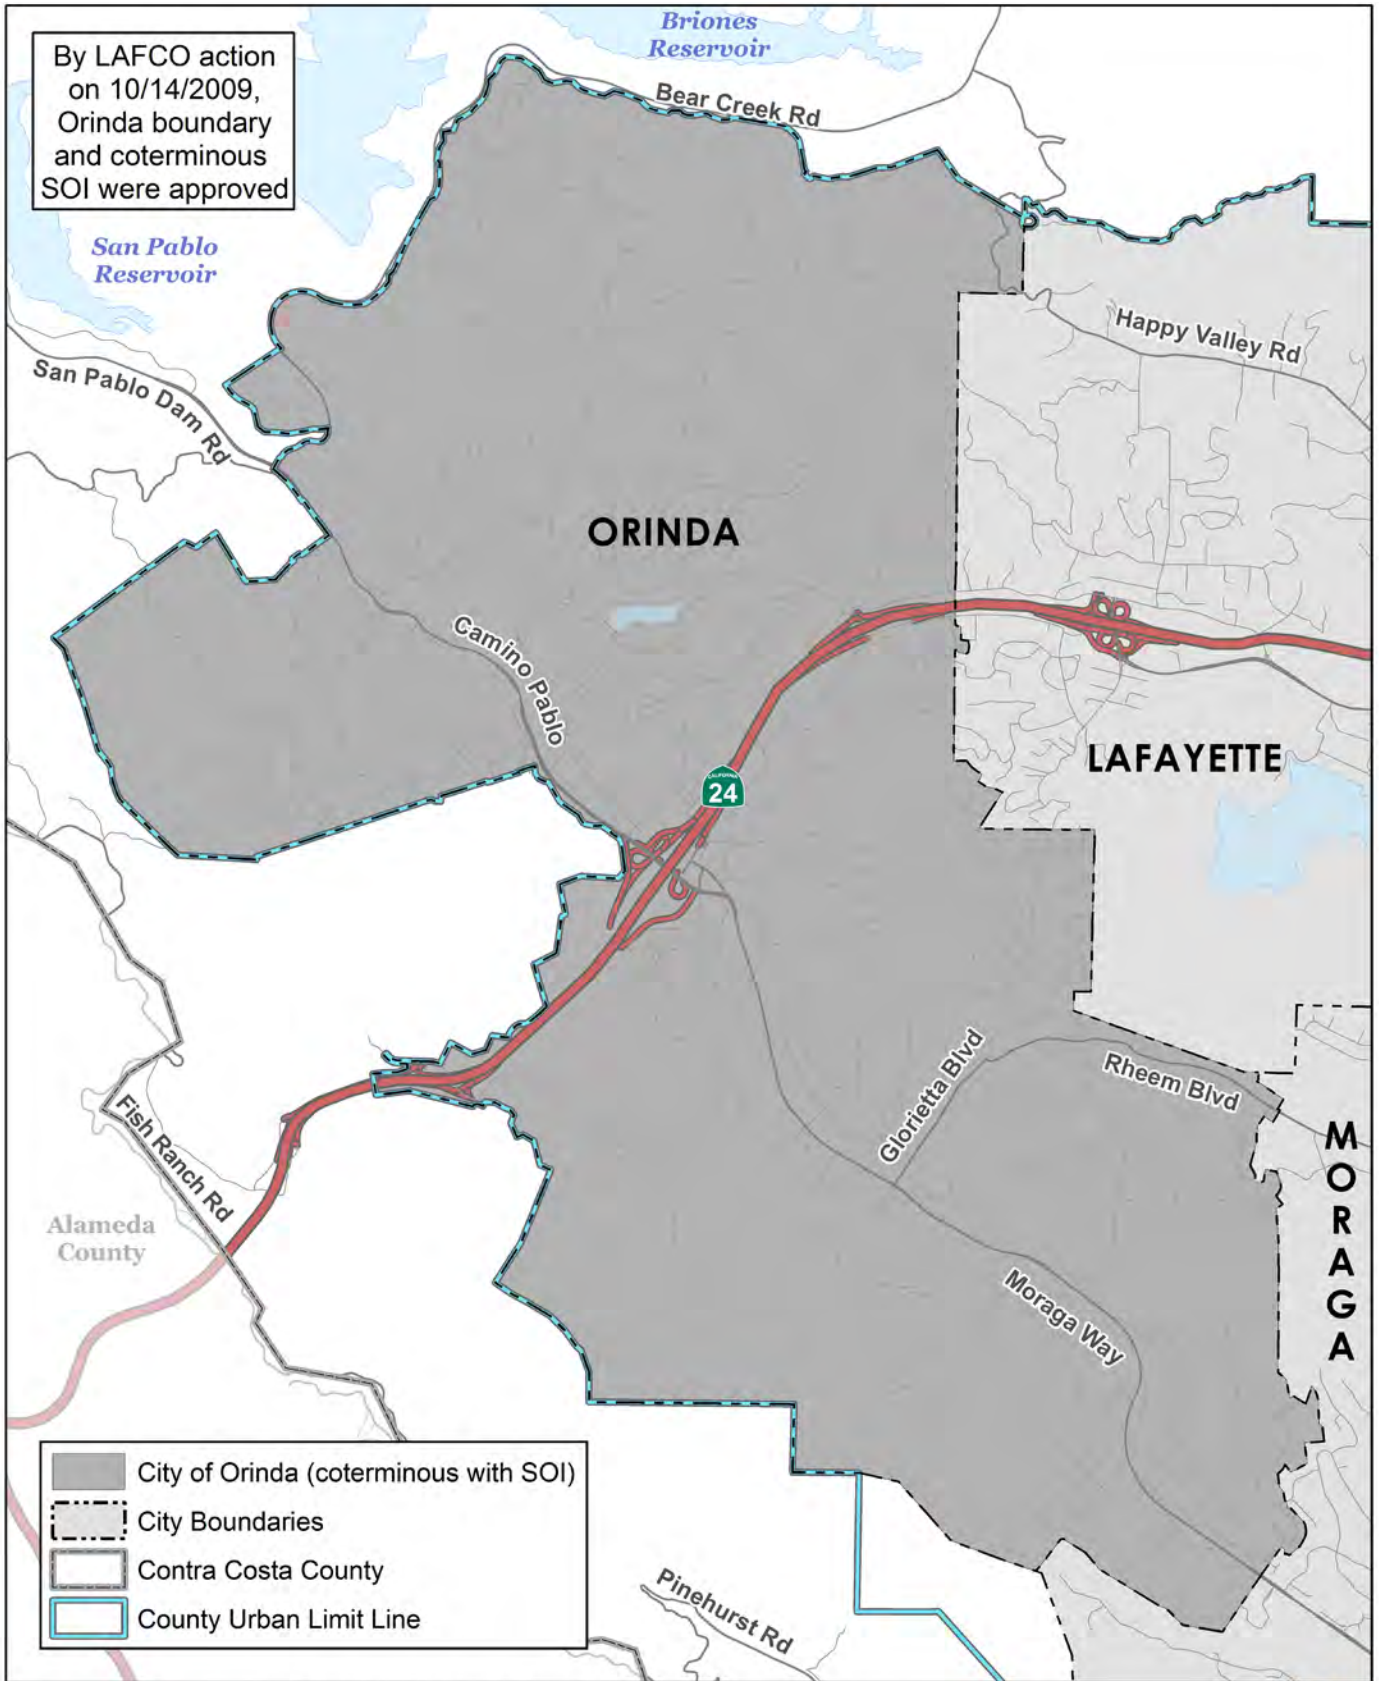 By LAFCO action
on 10/14/2009,
Orinda boundary
and coterminous
SOI were approved
Briones
Reservoir
Bear Creek Rd
San Pablo
Reservoir
Happy Valley Rd
San Pablo Dam Rd
ORINDA
Camino Pablo
CALIFORNIA
24
LAFAYETTE
Glorietta Blvd
Rheem Blvd
Fish Ranch Rd
MORAGA
Alameda
County
Moraga Way
City of Orinda (coterminous with SOI)
City Boundaries
Contra Costa County
County Urban Limit Line
Pinehurst Rd